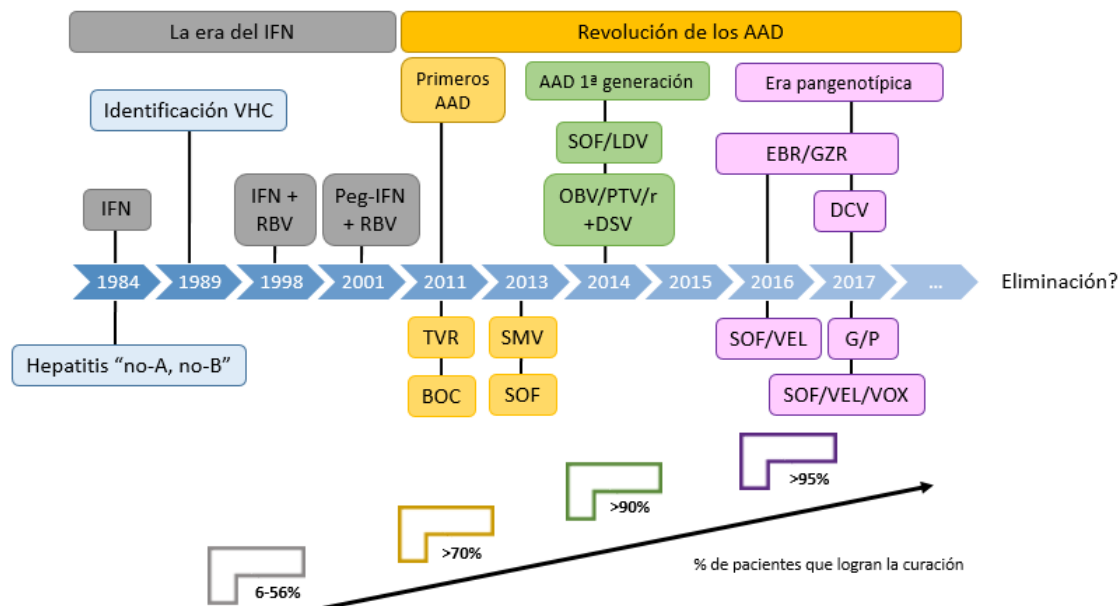 La era del IFN
Revolución de los AAD
Primeros
AAD
AAD 1ª generación
Era pangenotípica
Identificación VHC
SOF/LDV
EBR/GZR
IFN
IFN +
RBV
Peg-IFN
+ RBV
OBV/PTV/r
+DSV
DCV
1984
1989
1998
2001
2011
2013
2014
2015
2016
2017
...
Eliminación?
Hepatitis “no-A, no-B”
TVR
SMV
SOF/VEL
G/P
BOC
SOF
SOF/VEL/VOX
>95%
>90%
>70%
6-56%
% de pacientes que logran la curación